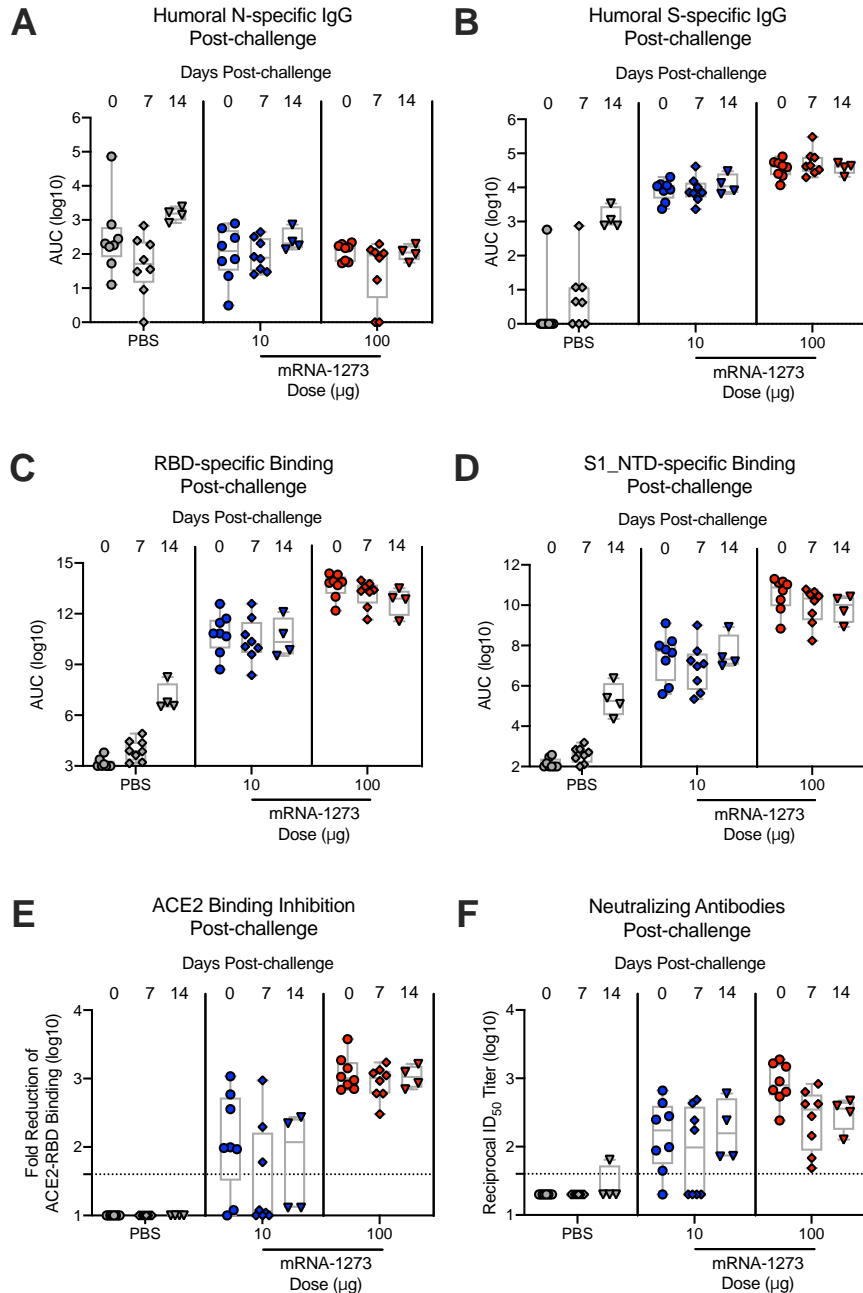 A
Humoral N-specific IgG
Post-challenge
Days Post-challenge
0 7 14 0 7 14 0 7 14
AUC (log10)
6
5
4
3
2
1
0
PBS 10 100
mRNA-1273
Dose (µg)
B
Humoral S-specific IgG
Post-challenge
Days Post-challenge
0 7 14 0 7 14 0 7 14
AUC (log10)
6
5
4
3
2
1
0
PBS 10 100
mRNA-1273
Dose (µg)
C
RBD-specific Binding
Post-challenge
Days Post-challenge
0 7 14 0 7 14 0 7 14
AUC (log10)
15
12
9
6
3
PBS 10 100
mRNA-1273
Dose (µg)
D
S1_NTD-specific Binding
Post-challenge
Days Post-challenge
0 7 14 0 7 14 0 7 14
AUC (log10)
12
10
8
6
4
2
PBS 10 100
mRNA-1273
Dose (µg)
E
ACE2 Binding Inhibition
Post-challenge
Days Post-challenge
0 7 14 0 7 14 0 7 14
Fold Reduction of
ACE2-RBD Binding (log10)
4
3
2
1
PBS 10 100
mRNA-1273
Dose (µg)
F
Neutralizing Antibodies
Post-challenge
Days Post-challenge
0 7 14 0 7 14 0 7 14
Reciprocal ID50 Titer (log10)
4
3
2
1
PBS 10 100
mRNA-1273
Dose (µg)